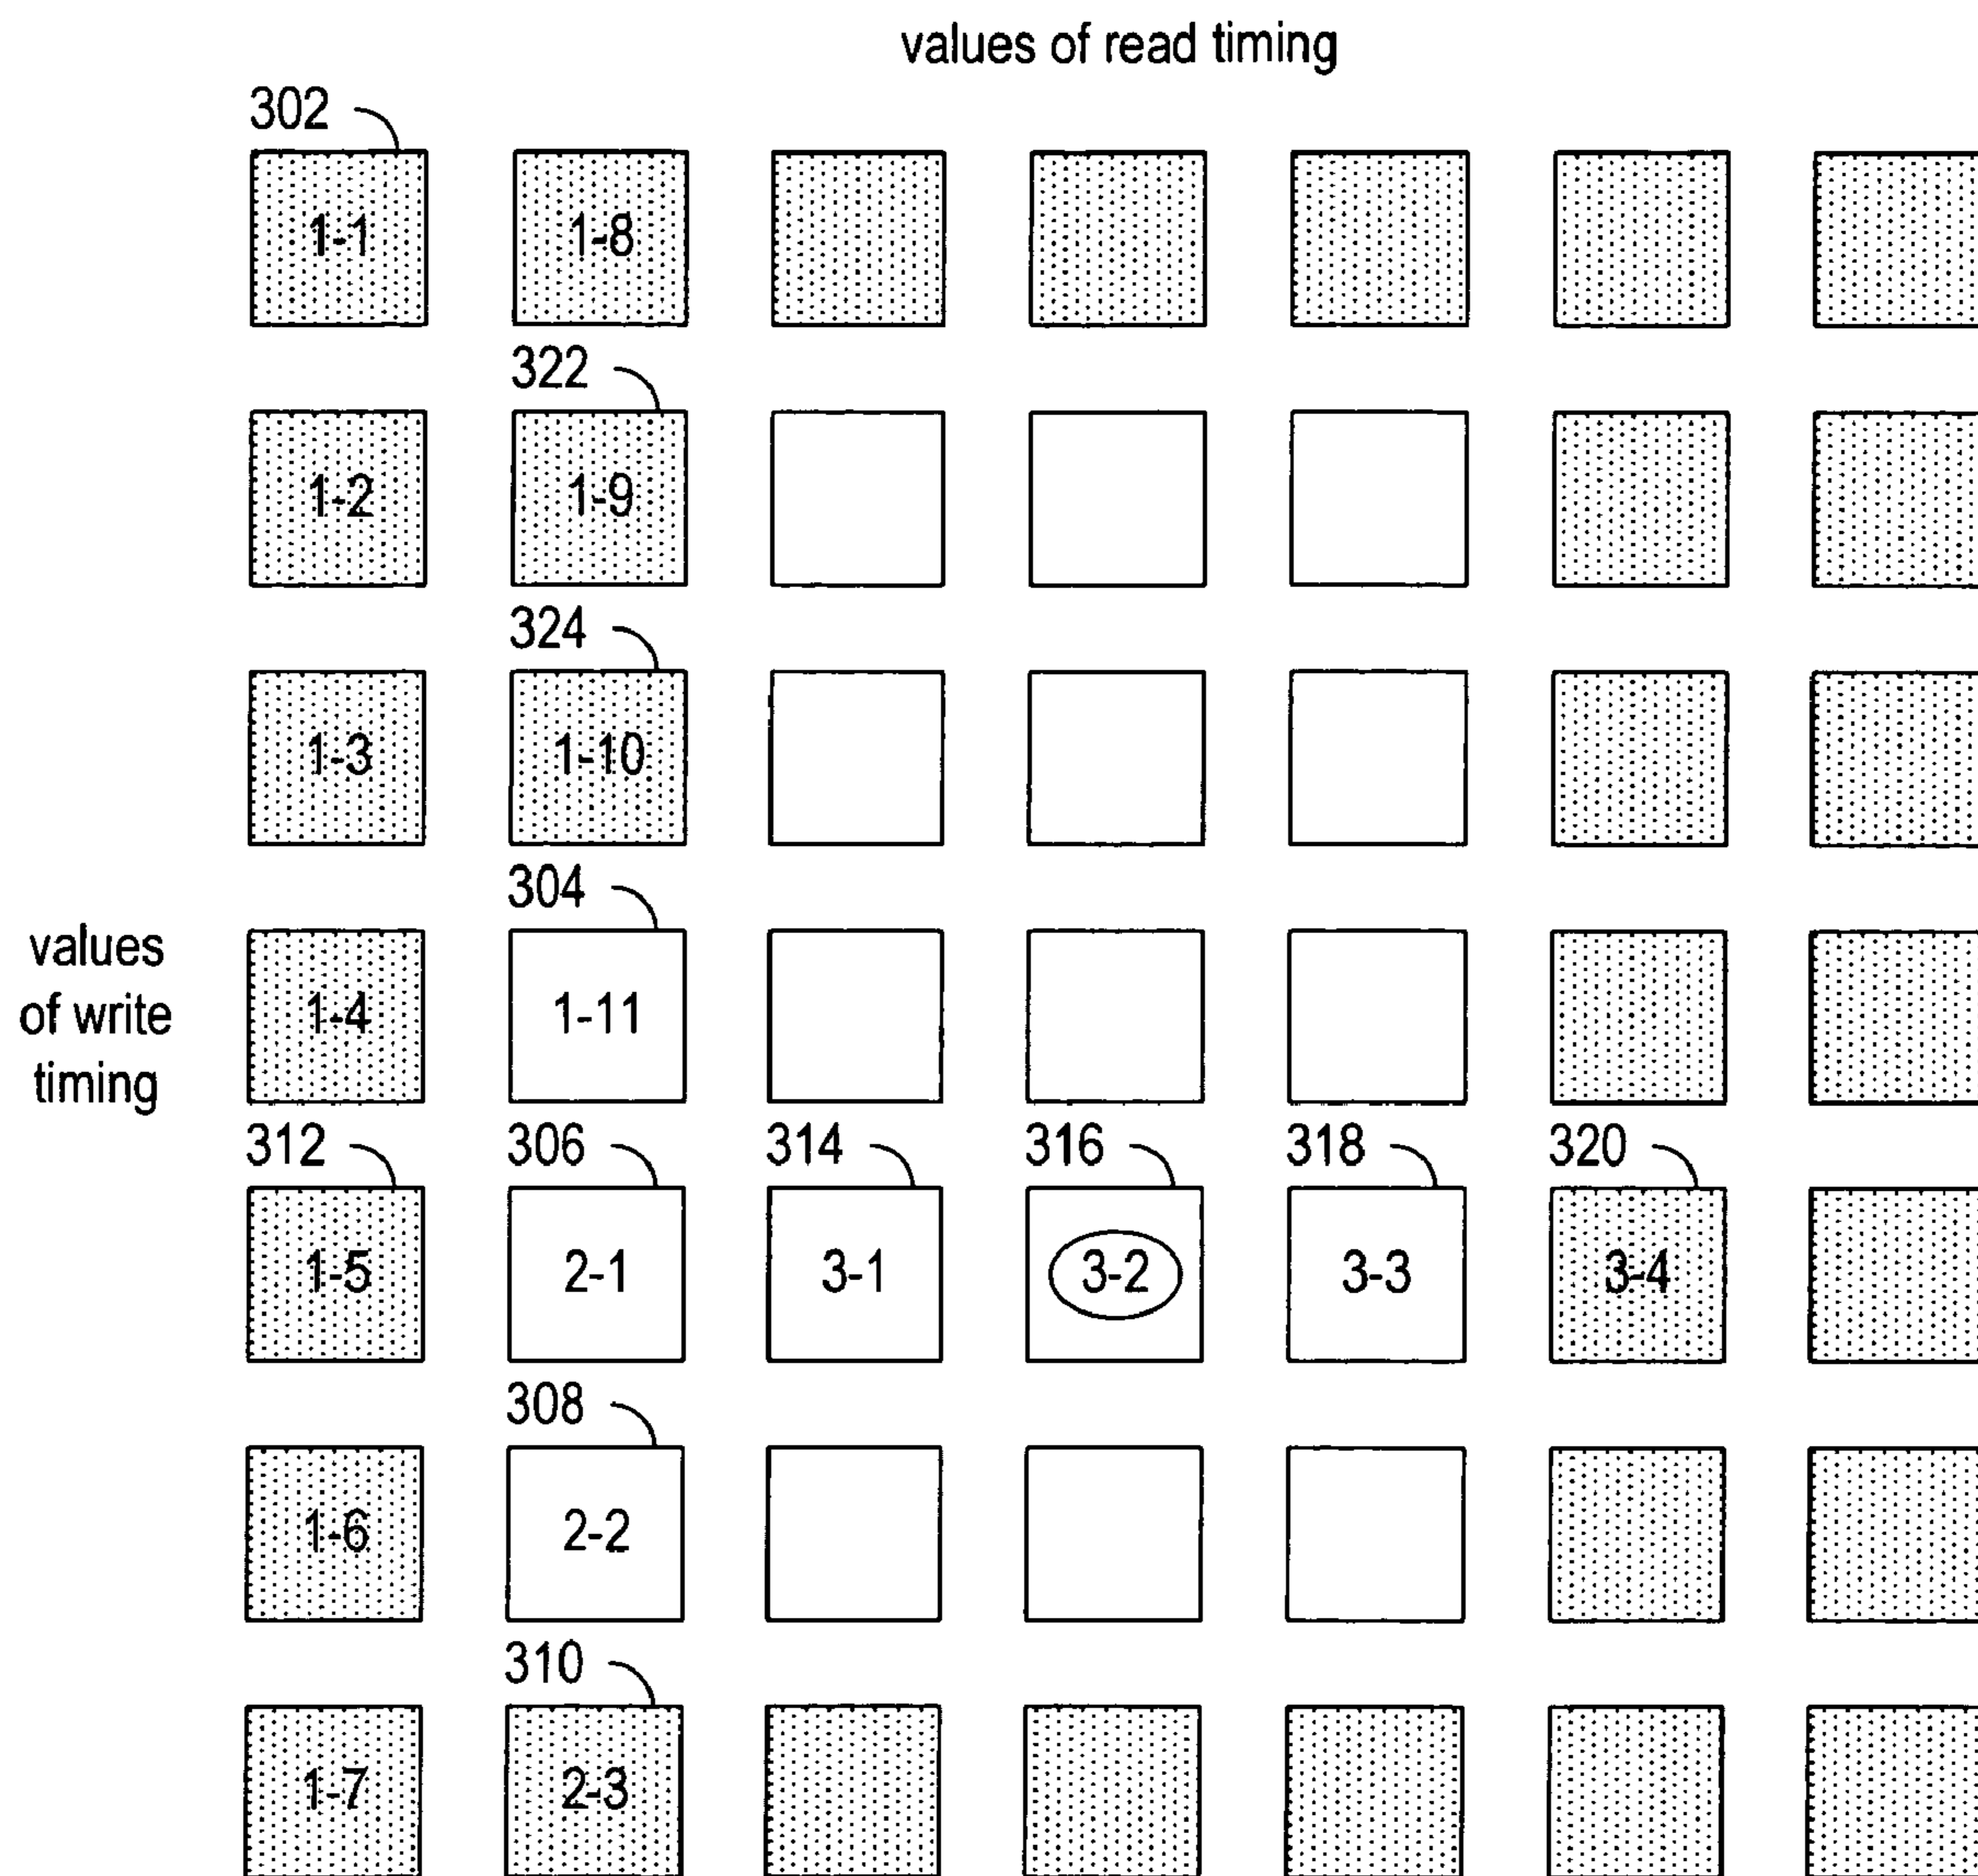 values of read timing
302
1-1 1-8
322
1-2 1-9
324
1-3 1-10
304
values
of write
timing
1-4 1-11
312 306 314 316 318 320
1-5 2-1 3-1 3-2 3-3 3-4
308
1-6 2-2
310
1-7 2-3